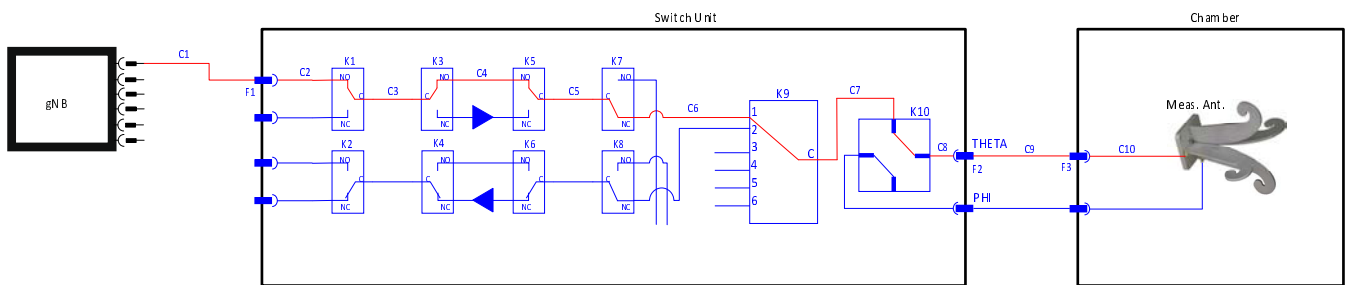 Switch Unit
Chamber
C1
gNB
F1
C2
K1
NO
C
NC
C3
K3
NO
C
NC
C4
K5
NO
C
NC
C5
K7
NO
C
NC
C6
K9
1
2
3
4
5
6
C
C7
K10
C8
THETA
F2
PHI
C9
F3
C10
Meas. Ant.
K2
NO
C
NC
K4
NO
C
NC
K6
NO
C
NC
K8
NO
C
NC